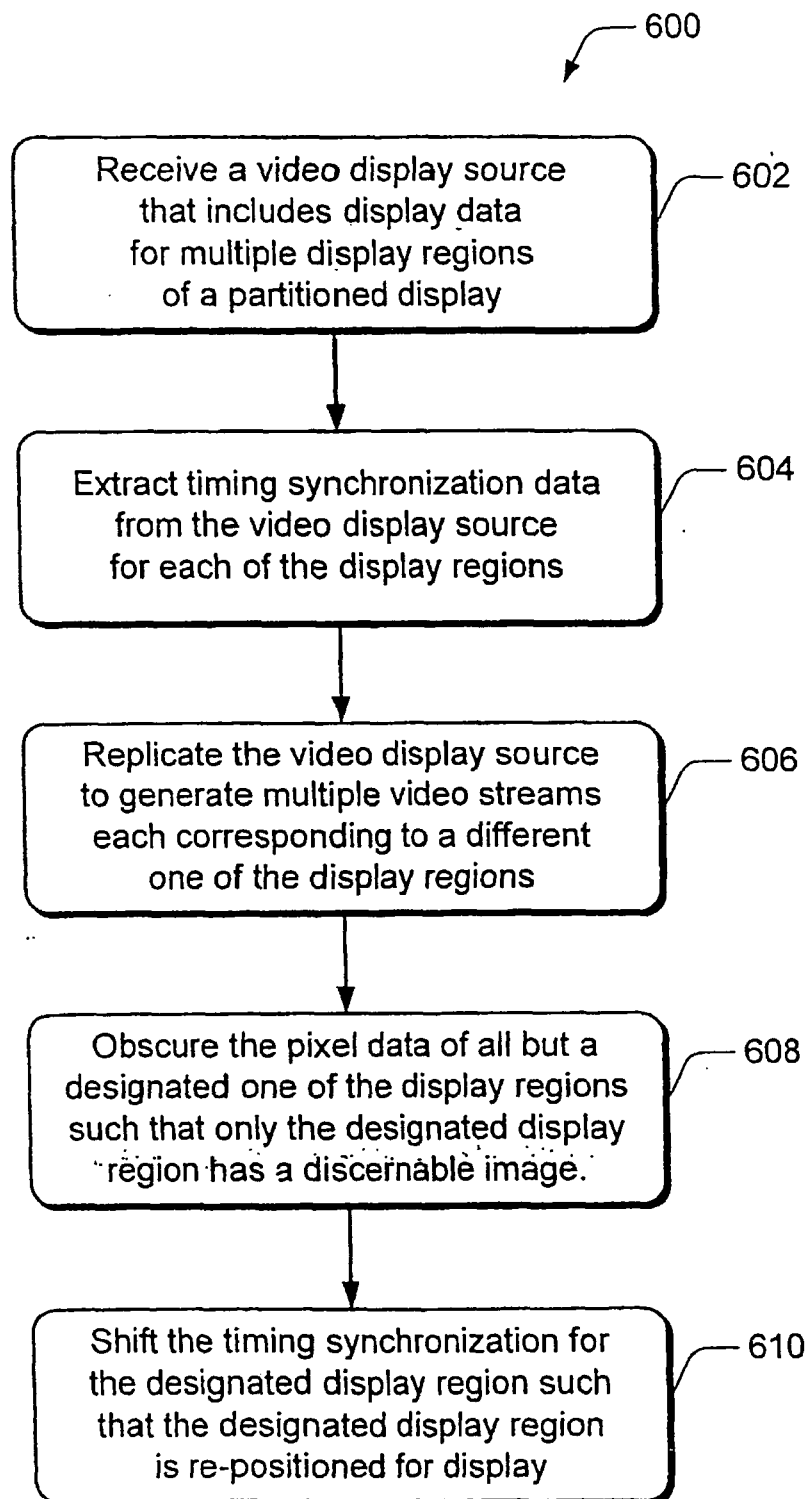 600
Receive a video display source
that includes display data
for multiple display regions
of a partitioned display
602
Extract timing synchronization data
from the video display source
for each of the display regions
604
Replicate the video display source
to generate multiple video streams
each corresponding to a different
one of the display regions
606
Obscure the pixel data of all but a
designated one of the display regions
such that only the designated display
region has a discernable image.
608
Shift the timing synchronization for
the designated display region such
that the designated display region
is re-positioned for display
610